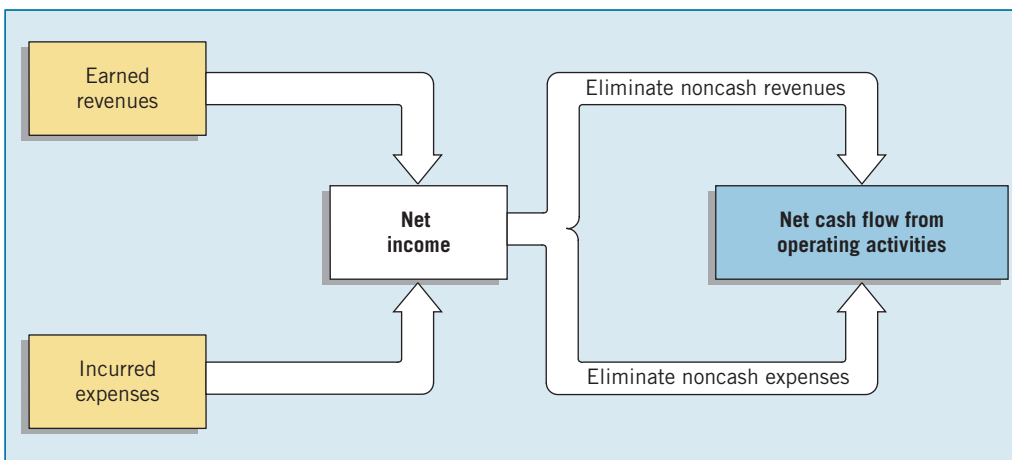 Earned
revenues
Eliminate noncash revenues
Net
income
Net cash flow from
operating activities
Incurred
expenses
Eliminate noncash expenses